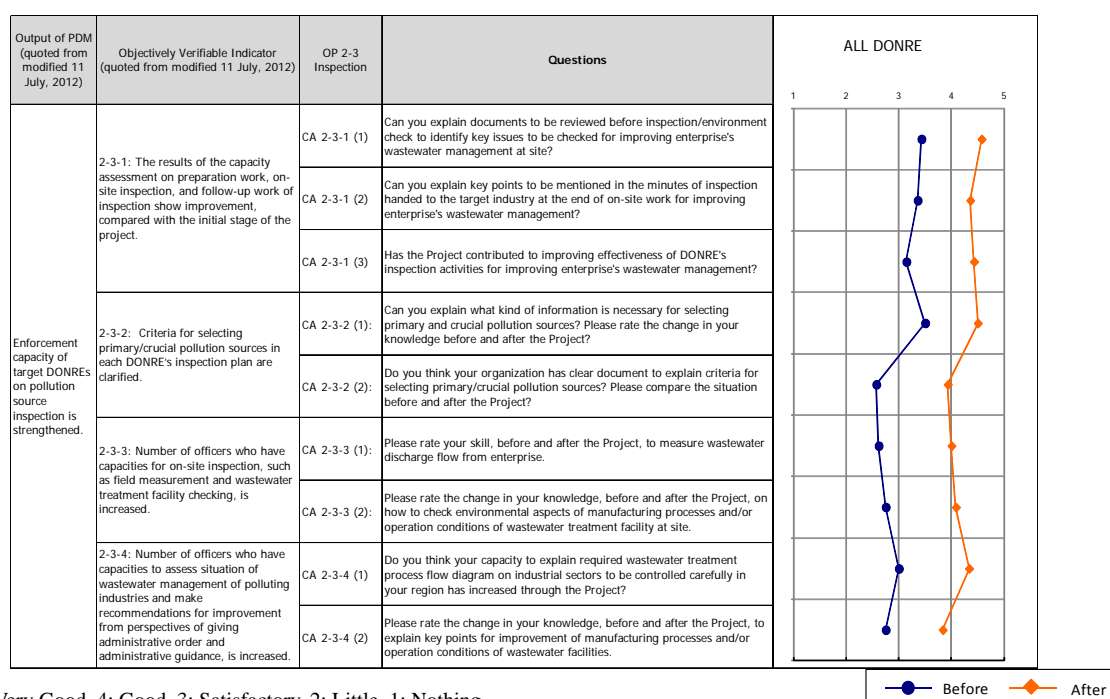 Output of PDM
(quoted from
modified 11
July, 2012)
Objectively Verifiable Indicator
(quoted from modified 11 July, 2012)
OP 2-3
Inspection
Questions
ALL DONRE
1 2 3 4 5
Enforcement
capacity of
target DONREs
on pollution
source
inspection is
strengthened.
2-3-1: The results of the capacity
assessment on preparation work, on-
site inspection, and follow-up work of
inspection show improvement,
compared with the initial stage of the
project.
CA 2-3-1 (1)
Can you explain documents to be reviewed before inspection/environment
check to identify key issues to be checked for improving enterprise's
wastewater management at site?
CA 2-3-1 (2)
Can you explain key points to be mentioned in the minutes of inspection
handed to the target industry at the end of on-site work for improving
enterprise's wastewater management?
CA 2-3-1 (3)
Has the Project contributed to improving effectiveness of DONRE's
inspection activities for improving enterprise's wastewater management?
2-3-2: Criteria for selecting
primary/crucial pollution sources in
each DONRE's inspection plan are
clarified.
CA 2-3-2 (1):
Can you explain what kind of information is necessary for selecting
primary and crucial pollution sources? Please rate the change in your
knowledge before and after the Project?
CA 2-3-2 (2):
Do you think your organization has clear document to explain criteria for
selecting primary/crucial pollution sources? Please compare the situation
before and after the Project?
2-3-3: Number of officers who have
capacities for on-site inspection, such
as field measurement and wastewater
treatment facility checking, is
increased.
CA 2-3-3 (1):
Please rate your skill, before and after the Project, to measure wastewater
discharge flow from enterprise.
CA 2-3-3 (2):
Please rate the change in your knowledge, before and after the Project, on
how to check environmental aspects of manufacturing processes and/or
operation conditions of wastewater treatment facility at site.
2-3-4: Number of officers who have
capacities to assess situation of
wastewater management of polluting
industries and make
recommendations for improvement
from perspectives of giving
administrative order and
administrative guidance, is increased.
CA 2-3-4 (1)
Do you think your capacity to explain required wastewater treatment
process flow diagram on industrial sectors to be controlled carefully in
your region has increased through the Project?
CA 2-3-4 (2)
Please rate the change in your knowledge, before and after the Project, to
explain key points for improvement of manufacturing processes and/or
operation conditions of wastewater facilities.
Very Good, 4: Good, 3: Satisfactory, 2: Little, 1: Nothing
Before After